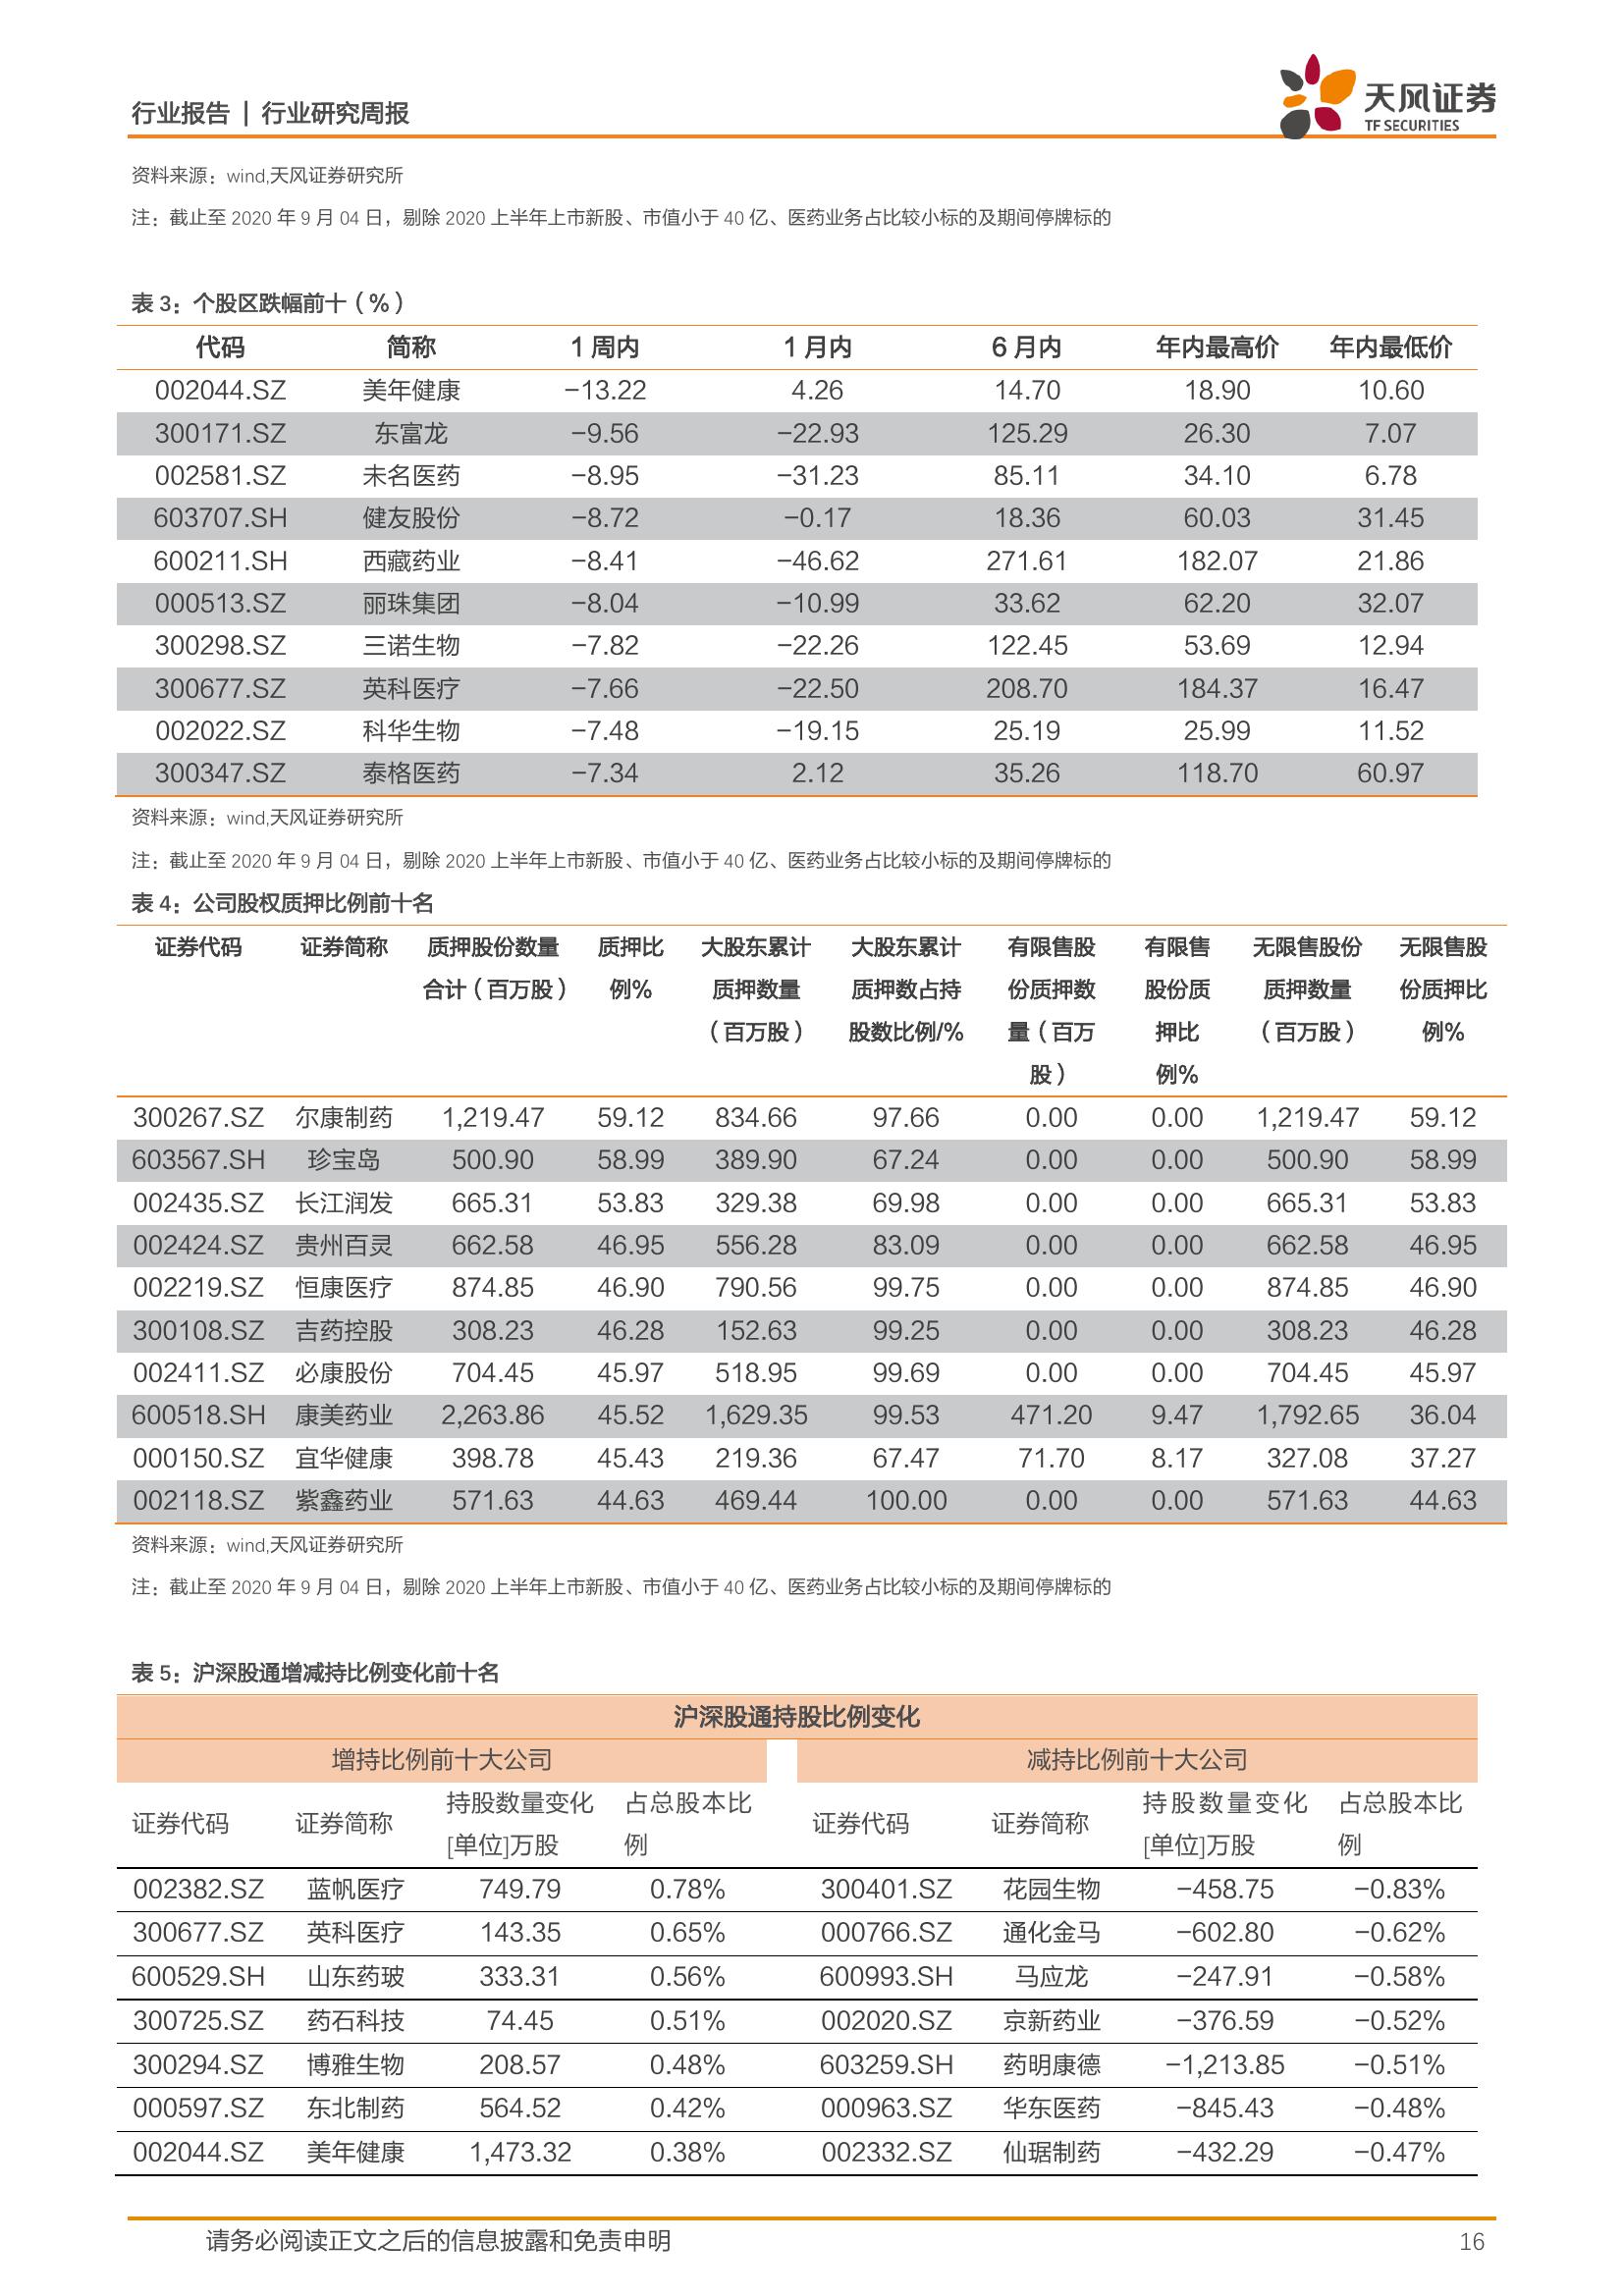 行业报告 | 行业研究周报
天风证券
TF SECURITIES
资料来源：wind,天风证券研究所
注：截止至 2020 年 9 月 04 日，剔除 2020 上半年上市新股、市值小于 40 亿、医药业务占比较小标的及期间停牌标的
表 3：个股区跌幅前十（%）
代码 简称 1 周内 1 月内 6 月内 年内最高价 年内最低价
002044.SZ 美年健康 −13.22 4.26 14.70 18.90 10.60
300171.SZ 东富龙 −9.56 −22.93 125.29 26.30 7.07
002581.SZ 未名医药 −8.95 −31.23 85.11 34.10 6.78
603707.SH 健友股份 −8.72 −0.17 18.36 60.03 31.45
600211.SH 西藏药业 −8.41 −46.62 271.61 182.07 21.86
000513.SZ 丽珠集团 −8.04 −10.99 33.62 62.20 32.07
300298.SZ 三诺生物 −7.82 −22.26 122.45 53.69 12.94
300677.SZ 英科医疗 −7.66 −22.50 208.70 184.37 16.47
002022.SZ 科华生物 −7.48 −19.15 25.19 25.99 11.52
300347.SZ 泰格医药 −7.34 2.12 35.26 118.70 60.97
资料来源：wind,天风证券研究所
注：截止至 2020 年 9 月 04 日，剔除 2020 上半年上市新股、市值小于 40 亿、医药业务占比较小标的及期间停牌标的
表 4：公司股权质押比例前十名
证券代码 证券简称 质押股份数量 质押比 大股东累计 大股东累计 有限售股 有限售 无限售股份 无限售股
合计（百万股） 例% 质押数量 质押数占持 份质押数 股份质 质押数量 份质押比
（百万股） 股数比例/% 量（百万 押比 （百万股） 例%
股） 例%
300267.SZ 尔康制药 1,219.47 59.12 834.66 97.66 0.00 0.00 1,219.47 59.12
603567.SH 珍宝岛 500.90 58.99 389.90 67.24 0.00 0.00 500.90 58.99
002435.SZ 长江润发 665.31 53.83 329.38 69.98 0.00 0.00 665.31 53.83
002424.SZ 贵州百灵 662.58 46.95 556.28 83.09 0.00 0.00 662.58 46.95
002219.SZ 恒康医疗 874.85 46.90 790.56 99.75 0.00 0.00 874.85 46.90
300108.SZ 吉药控股 308.23 46.28 152.63 99.25 0.00 0.00 308.23 46.28
002411.SZ 必康股份 704.45 45.97 518.95 99.69 0.00 0.00 704.45 45.97
600518.SH 康美药业 2,263.86 45.52 1,629.35 99.53 471.20 9.47 1,792.65 36.04
000150.SZ 宜华健康 398.78 45.43 219.36 67.47 71.70 8.17 327.08 37.27
002118.SZ 紫鑫药业 571.63 44.63 469.44 100.00 0.00 0.00 571.63 44.63
资料来源：wind,天风证券研究所
注：截止至 2020 年 9 月 04 日，剔除 2020 上半年上市新股、市值小于 40 亿、医药业务占比较小标的及期间停牌标的
表 5：沪深股通增减持比例变化前十名
沪深股通持股比例变化
增持比例前十大公司 减持比例前十大公司
证券代码 证券简称 持股数量变化 占总股本比 证券代码 证券简称 持股数量变化 占总股本比
[单位]万股 例 [单位]万股 例
002382.SZ 蓝帆医疗 749.79 0.78% 300401.SZ 花园生物 −458.75 −0.83%
300677.SZ 英科医疗 143.35 0.65% 000766.SZ 通化金马 −602.80 −0.62%
600529.SH 山东药玻 333.31 0.56% 600993.SH 马应龙 −247.91 −0.58%
300725.SZ 药石科技 74.45 0.51% 002020.SZ 京新药业 −376.59 −0.52%
300294.SZ 博雅生物 208.57 0.48% 603259.SH 药明康德 −1,213.85 −0.51%
000597.SZ 东北制药 564.52 0.42% 000963.SZ 华东医药 −845.43 −0.48%
002044.SZ 美年健康 1,473.32 0.38% 002332.SZ 仙琚制药 −432.29 −0.47%
请务必阅读正文之后的信息披露和免责申明 16